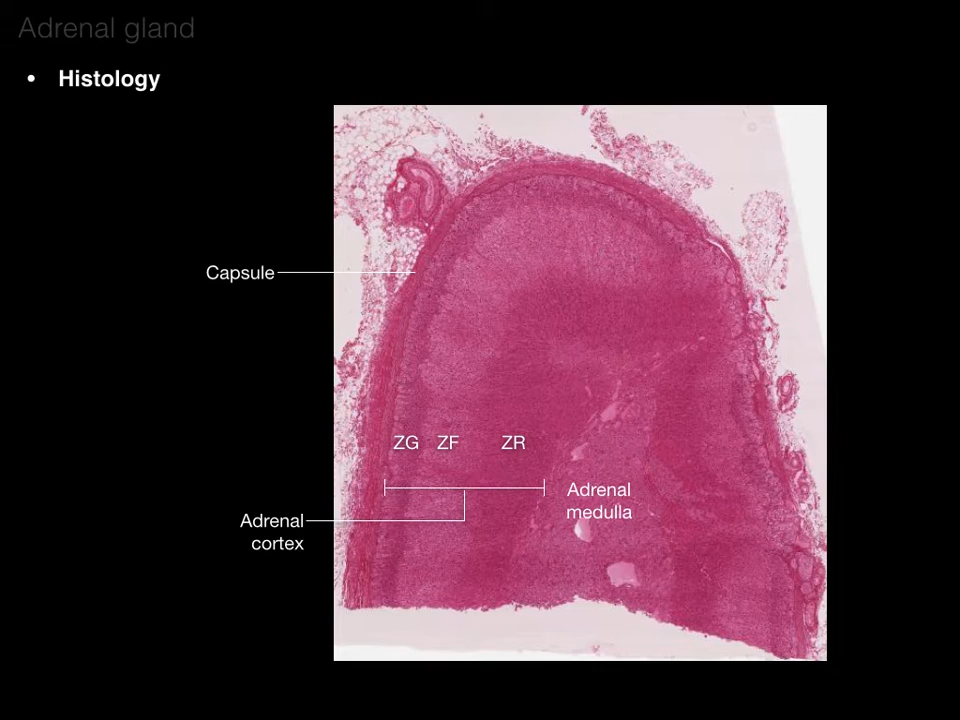 Adrenal gland
• Histology
Capsule
ZG ZF ZR
Adrenal
medulla
Adrenal
cortex